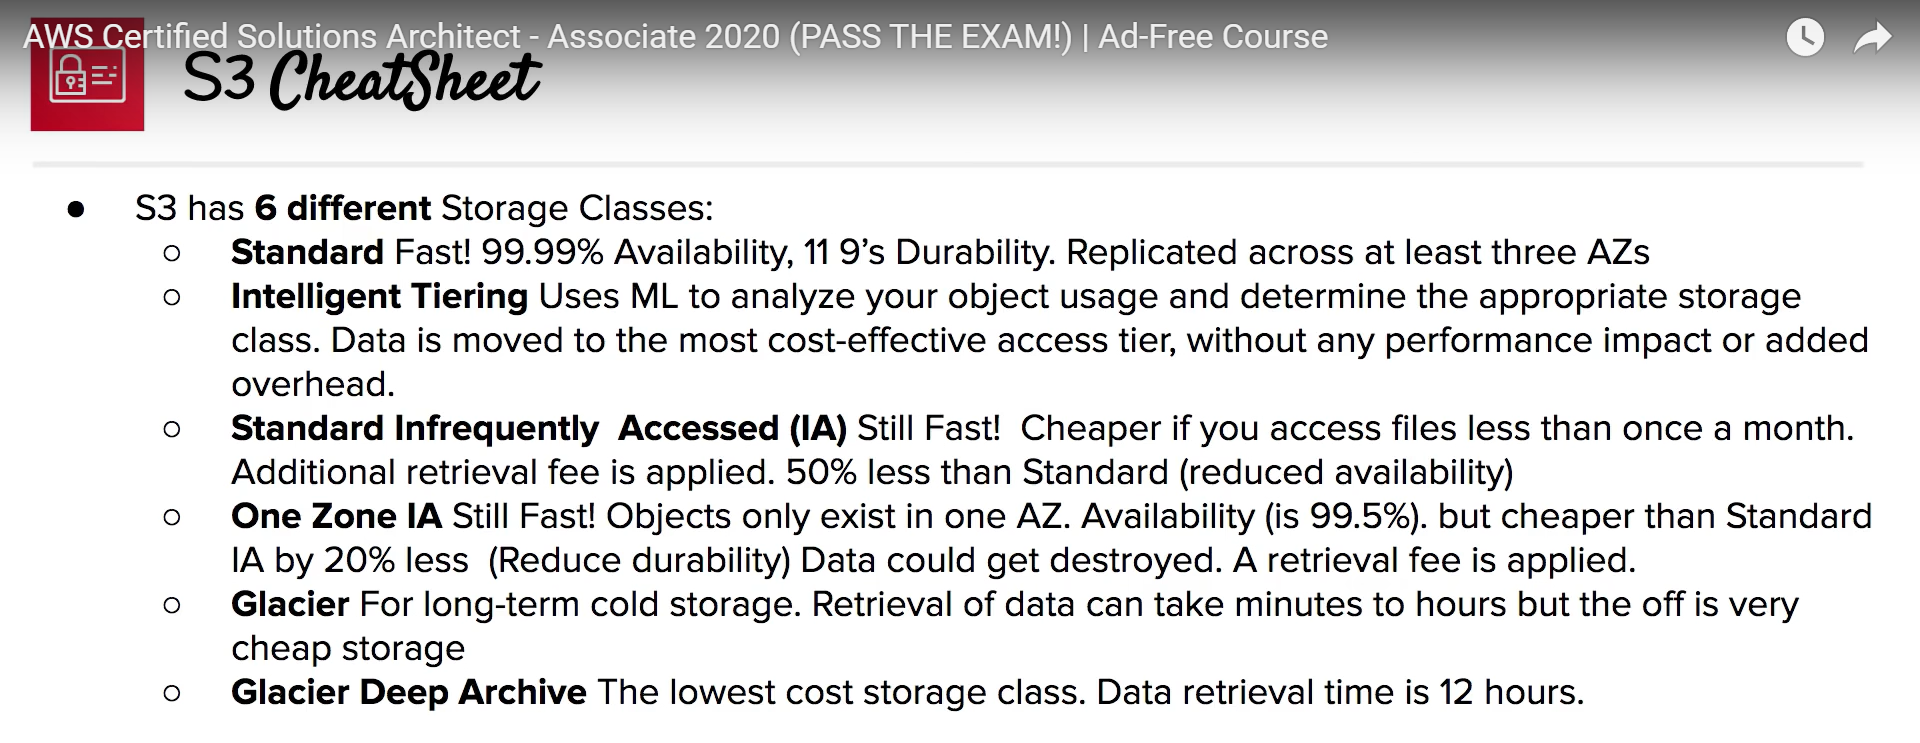 AWS Certified Solutions Architect - Associate 2020 (PASS THE EXAM!) | Ad-Free Course
S3 CheatSheet
● S3 has 6 different Storage Classes:
○ Standard Fast! 99.99% Availability, 11 9’s Durability. Replicated across at least three AZs
○ Intelligent Tiering Uses ML to analyze your object usage and determine the appropriate storage
class. Data is moved to the most cost-effective access tier, without any performance impact or added
overhead.
○ Standard Infrequently Accessed (IA) Still Fast! Cheaper if you access files less than once a month.
Additional retrieval fee is applied. 50% less than Standard (reduced availability)
○ One Zone IA Still Fast! Objects only exist in one AZ. Availability (is 99.5%). but cheaper than Standard
IA by 20% less (Reduce durability) Data could get destroyed. A retrieval fee is applied.
○ Glacier For long-term cold storage. Retrieval of data can take minutes to hours but the off is very
cheap storage
○ Glacier Deep Archive The lowest cost storage class. Data retrieval time is 12 hours.